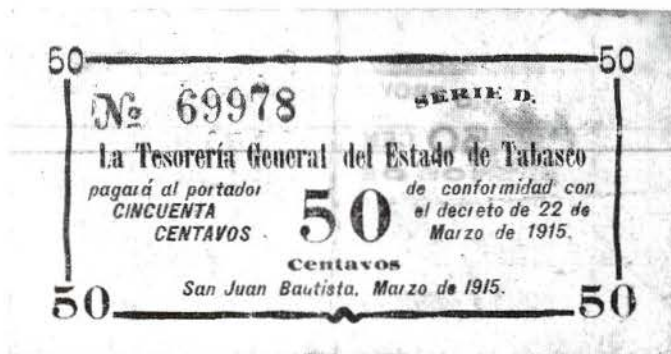 50 50
Nº 69978 SERIE D.
La Tesorería General del Estado de Tabasco
pagará al portador
CINCUENTA
CENTAVOS
50
Centavos
de conformidad con
el decreto de 22 de
Marzo de 1915.
San Juan Bautista, Marzo de 1915.
50 50